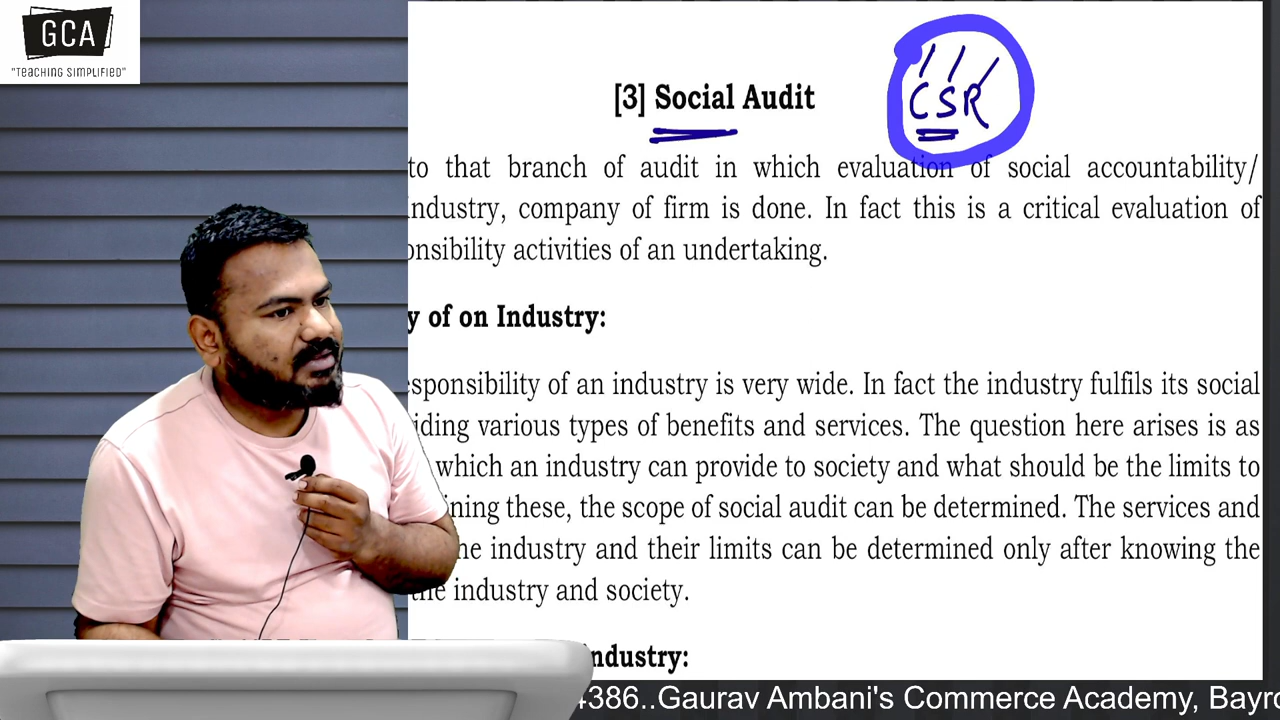 GCA
"TEACHING SIMPLIFIED"
[3] Social Audit
CSR
to that branch of audit in which evaluation of social accountability/
industry, company of firm is done. In fact this is a critical evaluation of
onsibility activities of an undertaking.
y of on Industry:
esponsibility of an industry is very wide. In fact the industry fulfils its social
iding various types of benefits and services. The question here arises is as
which an industry can provide to society and what should be the limits to
ning these, the scope of social audit can be determined. The services and
he industry and their limits can be determined only after knowing the
the industry and society.
ndustry:
4386..Gaurav Ambani's Commerce Academy, Bayro